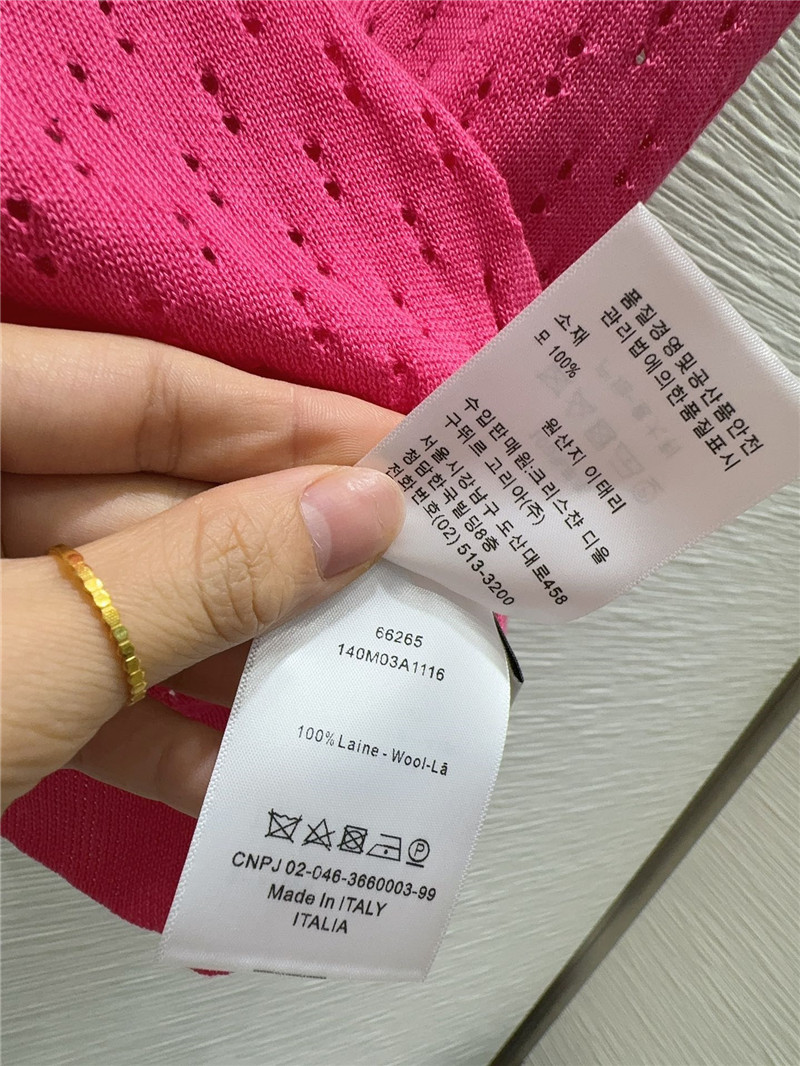 품질경영및공산품안전
관리법에의한품질표시
소재
모 100%
원산지 이태리
수입판매원:크리스챤 디올
구뛰르 고리아(주)
서울시강남구 도산대로458
청담한국빌딩8층
전화번호(02) 513-3200
66265
140M03A1116
100% Laine - Wool-Lã
CNPJ 02-046-3660003-99
Made In ITALY
ITALIA